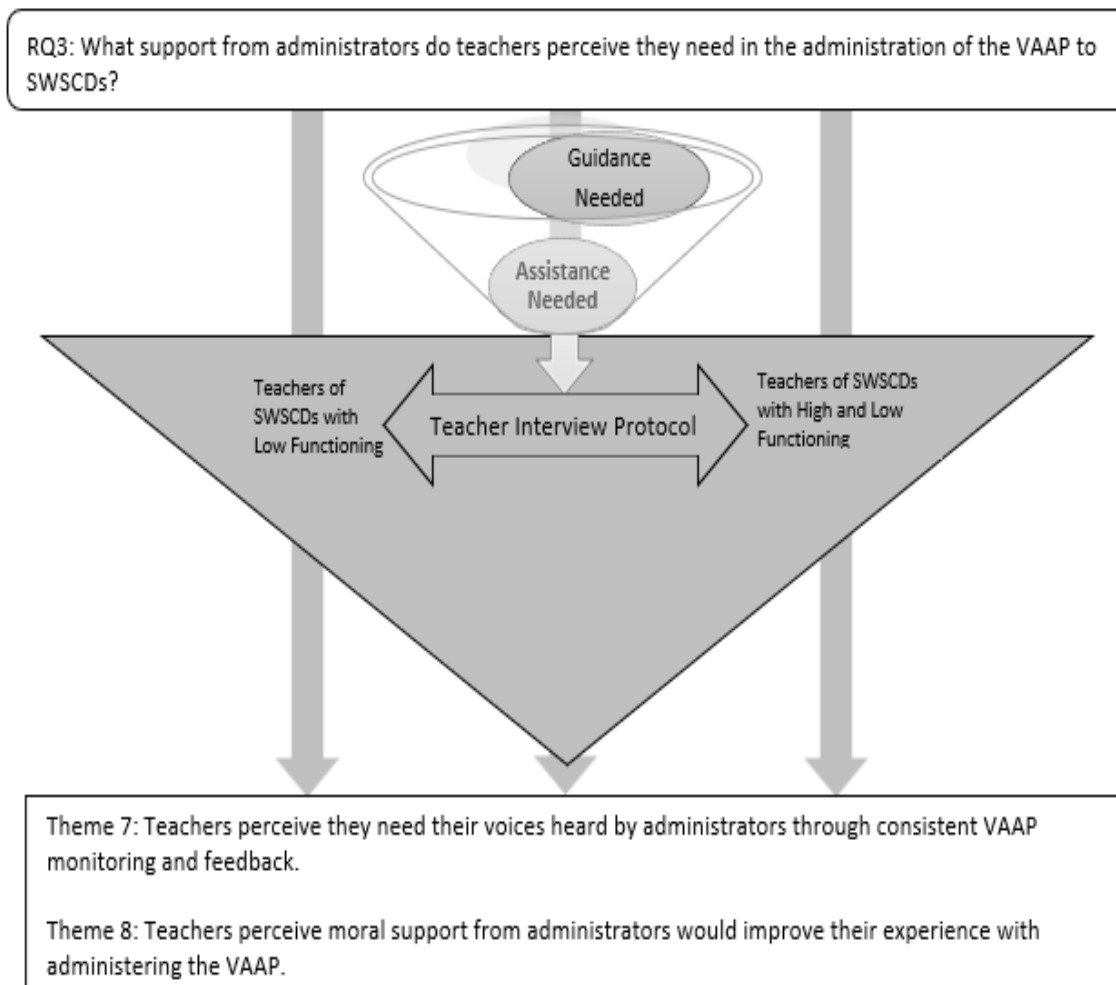 RQ3: What support from administrators do teachers perceive they need in the administration of the VAAP to
SWSCDs?
Guidance
Needed
Assistance
Needed
Teachers of
SWSCDs with
Low Functioning
Teacher Interview Protocol
Teachers of SWSCDs
with High and Low
Functioning
Theme 7: Teachers perceive they need their voices heard by administrators through consistent VAAP
monitoring and feedback.
Theme 8: Teachers perceive moral support from administrators would improve their experience with
administering the VAAP.